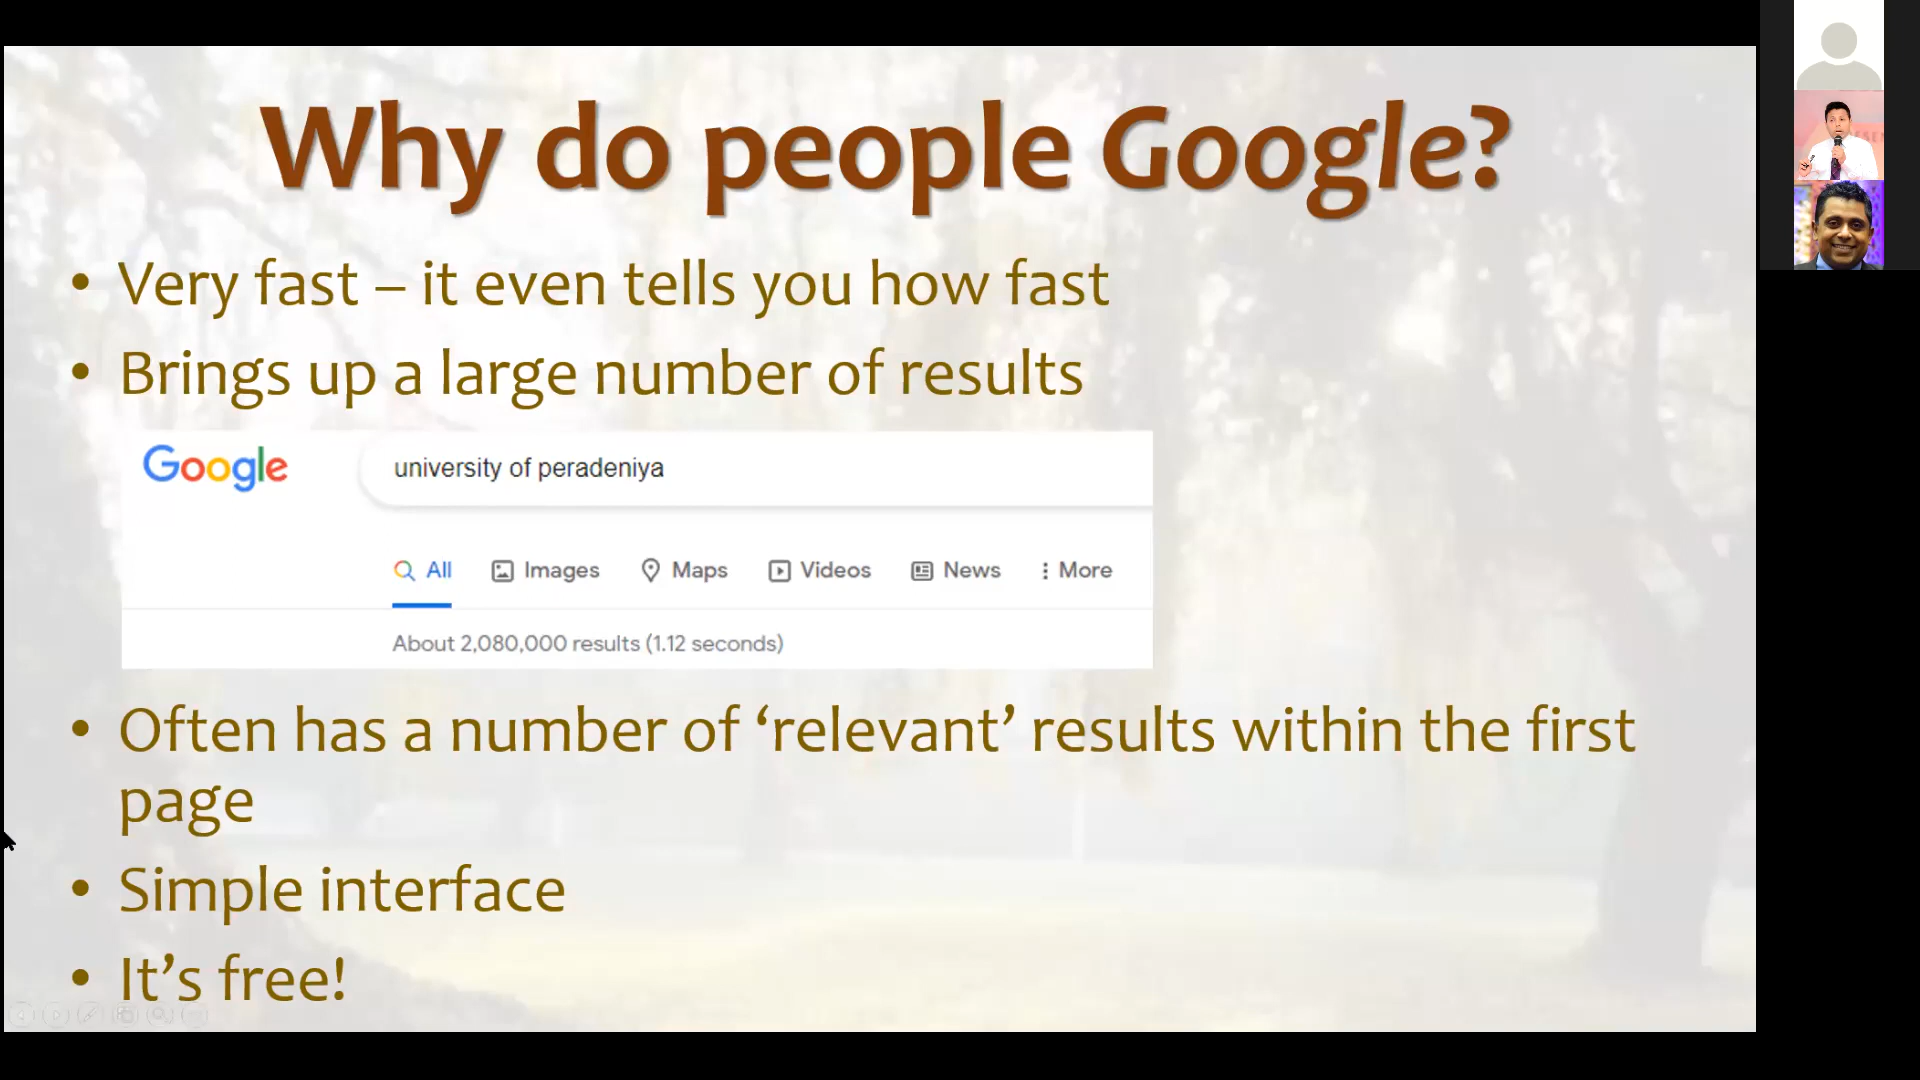 Why do people Google?
• Very fast – it even tells you how fast
• Brings up a large number of results
Google
university of peradeniya
All Images Maps Videos News More
About 2,080,000 results (1.12 seconds)
• Often has a number of ‘relevant’ results within the first
page
• Simple interface
• It’s free!